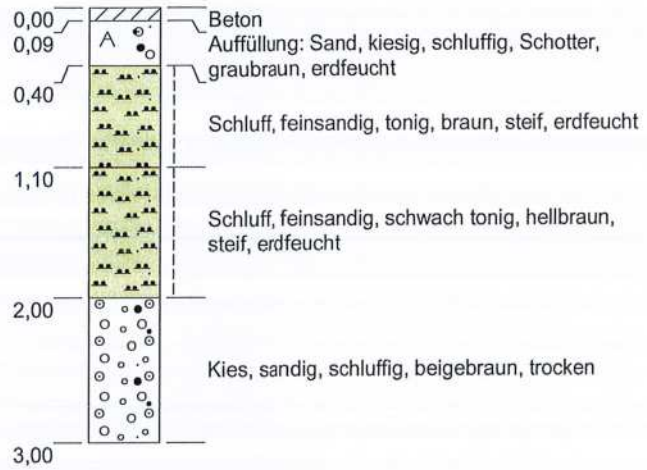 0,00 Beton
0,09 A Auffüllung: Sand, kiesig, schluffig, Schotter,
graubraun, erdfeucht
0,40
Schluff, feinsandig, tonig, braun, steif, erdfeucht
1,10
Schluff, feinsandig, schwach tonig, hellbraun,
steif, erdfeucht
2,00
Kies, sandig, schluffig, beigebraun, trocken
3,00